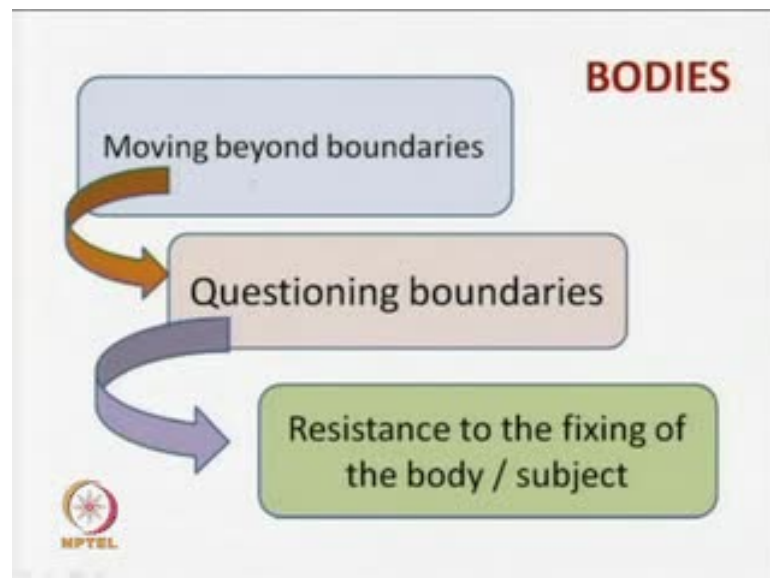 BODIES
Moving beyond boundaries
Questioning boundaries
Resistance to the fixing of
the body / subject
NPTEL